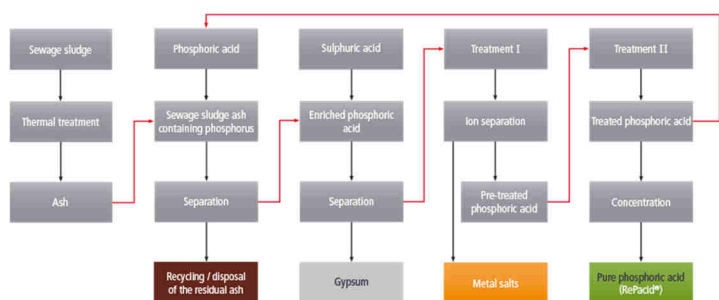 Sewage sludge
Phosphoric acid
Sulphuric acid
Treatment I
Treatment II
Thermal treatment
Sewage sludge ash
containing phosphorus
Enriched phosphoric
acid
Ion separation
Treated phosphoric acid
Ash
Separation
Separation
Pre-treated
phosphoric acid
Concentration
Recycling / disposal
of the residual ash
Gypsum
Metal salts
Pure phosphoric acid
(RePacid®)